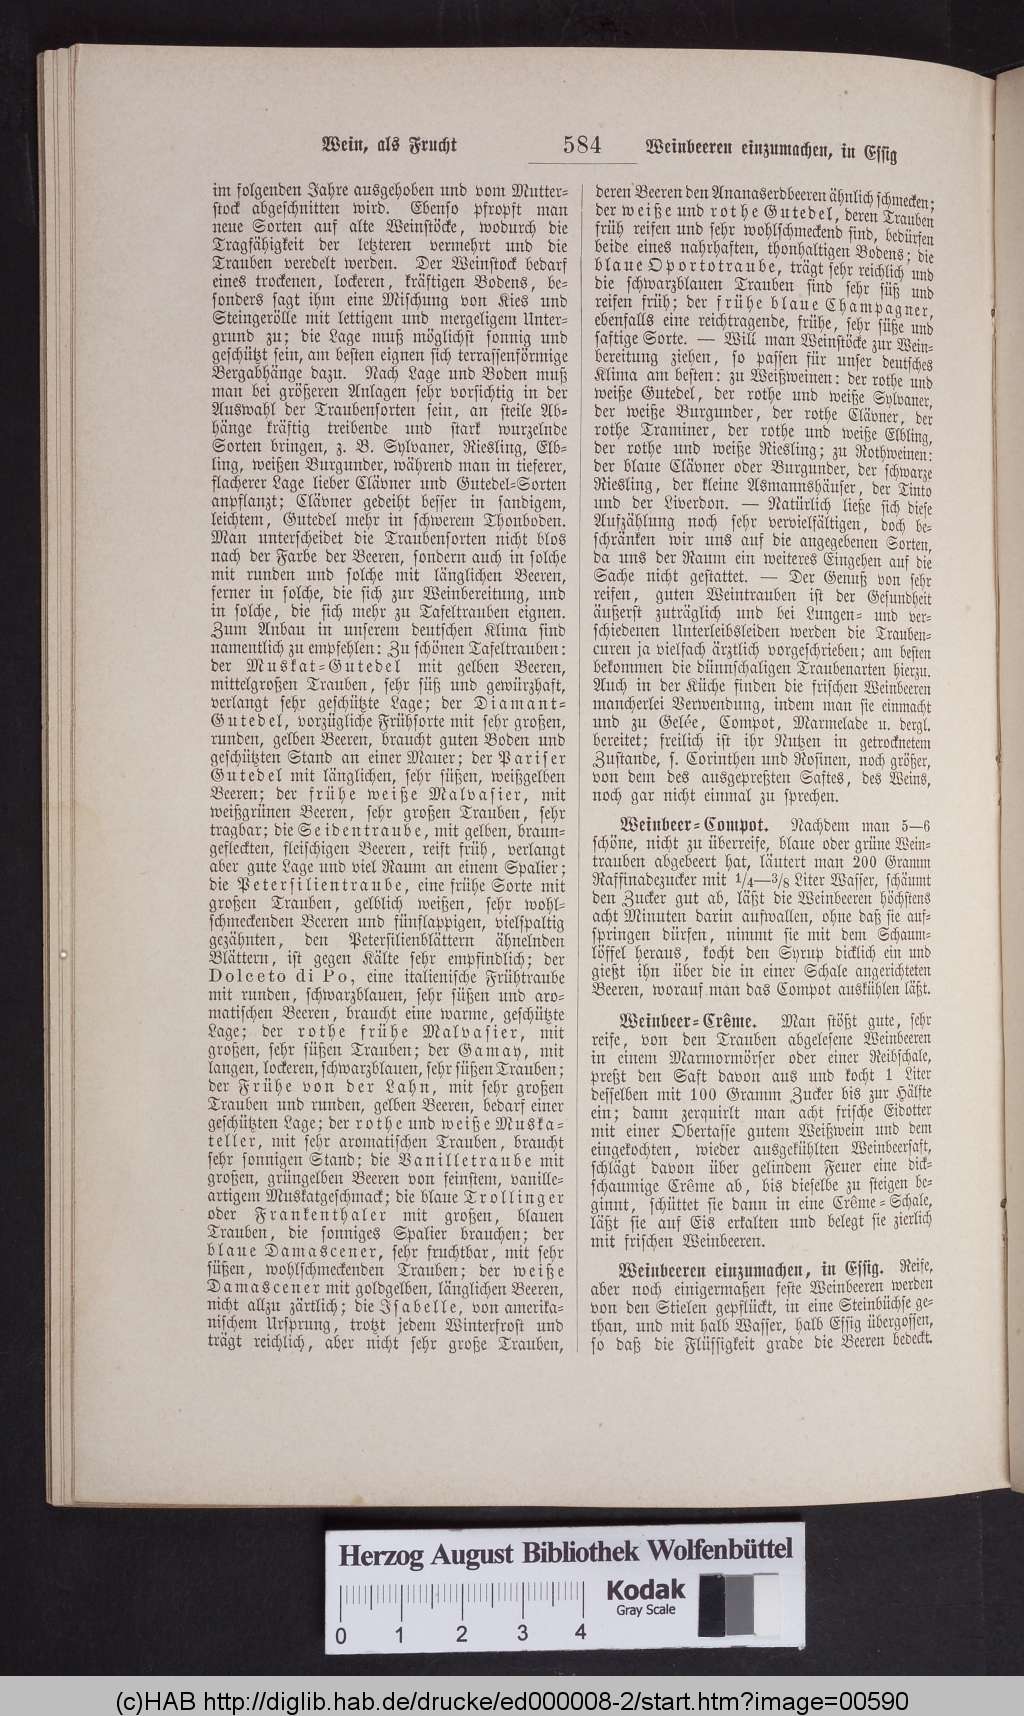 Wein, als Frucht 584 Weinbeeren einzumachen, in Essig
im folgenden Jahre ausgehoben und vom Mutter-
stock abgeschnitten wird. Ebenso pfropft man
neue Sorten auf alte Weinstöcke, wodurch die
Tragfähigkeit der letzteren vermehrt und die
Trauben veredelt werden. Der Weinstock bedarf
eines trockenen, lockeren, kräftigen Bodens, be-
sonders sagt ihm eine Mischung von Kies und
Steingerölle mit lettigem und mergeligem Unter-
grund zu; die Lage muß möglichst sonnig und
geschützt sein, am besten eignen sich terrassenförmige
Bergabhänge dazu. Nach Lage und Boden muß
man bei größeren Anlagen sehr vorsichtig in der
Auswahl der Traubensorten sein, an steile Ab-
hänge kräftig treibende und stark wurzelnde
Sorten bringen, z. B. Sylvaner, Riesling, Elb-
ling, weißen Burgunder, während man in tieferer,
flacherer Lage lieber Clävner und Gutedel-Sorten
anpflanzt; Clävner gedeiht besser in sandigem,
leichtem, Gutedel mehr in schwerem Thonboden.
Man unterscheidet die Traubensorten nicht blos
nach der Farbe der Beeren, sondern auch in solche
mit runden und solche mit länglichen Beeren,
ferner in solche, die sich zur Weinbereitung, und
in solche, die sich mehr zu Tafeltrauben eignen.
Zum Anbau in unserem deutschen Klima sind
namentlich zu empfehlen: Zu schönen Tafeltrauben:
der Muskat-Gutedel mit gelben Beeren,
mittelgroßen Trauben, sehr süß und gewürzhaft,
verlangt sehr geschützte Lage; der Diamant-
Gutedel, vorzügliche Frühsorte mit sehr großen,
runden, gelben Beeren, braucht guten Boden und
geschützten Stand an einer Mauer; der Pariser
Gutedel mit länglichen, sehr süßen, weißgelben
Beeren; der frühe weiße Malvasier, mit
weißgrünen Beeren, sehr großen Trauben, sehr
tragbar; die Seidentraube, mit gelben, braun-
gefleckten, fleischigen Beeren, reift früh, verlangt
aber gute Lage und viel Raum an einem Spalier;
die Petersilientraube, eine frühe Sorte mit
großen Trauben, gelblich weißen, sehr wohl-
schmeckenden Beeren und fünflappigen, vielspaltig
gezähnten, den Petersilienblättern ähnelnden
Blättern, ist gegen Kälte sehr empfindlich; der
Dolceto di Po, eine italienische Frühtraube
mit runden, schwarzblauen, sehr süßen und aro-
matischen Beeren, braucht eine warme, geschützte
Lage; der rothe frühe Malvasier, mit
großen, sehr süßen Trauben; der Gamay, mit
langen, lockeren, schwarzblauen, sehr süßen Trauben;
der Frühe von der Lahn, mit sehr großen
Trauben und runden, gelben Beeren, bedarf einer
geschützten Lage; der rothe und weiße Muska-
teller, mit sehr aromatischen Trauben, braucht
sehr sonnigen Stand; die Vanilletraube mit
großen, grüngelben Beeren von feinstem, vanille-
artigem Muskatgeschmack; die blaue Trollinger
oder Frankenthaler mit großen, blauen
Trauben, die sonniges Spalier brauchen; der
blaue Damascener, sehr fruchtbar, mit sehr
süßen, wohlschmeckenden Trauben; der weiße
Damascener mit goldgelben, länglichen Beeren,
nicht allzu zärtlich; die Isabelle, von amerika-
nischem Ursprung, trotzt jedem Winterfrost und
trägt reichlich, aber nicht sehr große Trauben,
deren Beeren den Ananaserdbeeren ähnlich schmecken;
der weiße und rothe Gutedel, deren Trauben
früh reifen und sehr wohlschmeckend sind, bedürfen
beide eines nahrhaften, thonhaltigen Bodens; die
blaue Oportotraube, trägt sehr reichlich und
die schwarzblauen Trauben sind sehr süß und
reifen früh; der frühe blaue Champagner,
ebenfalls eine reichtragende, frühe, sehr süße und
saftige Sorte. — Will man Weinstöcke zur Wein-
bereitung ziehen, so passen für unser deutsches
Klima am besten: zu Weißweinen: der rothe und
weiße Gutedel, der rothe und weiße Sylvaner,
der weiße Burgunder, der rothe Clävner, der
rothe Traminer, der rothe und weiße Elbling,
der rothe und weiße Riesling; zu Rothweinen:
der blaue Clävner oder Burgunder, der schwarze
Riesling, der kleine Asmannshäuser, der Tinto
und der Liverdon. — Natürlich ließe sich diese
Aufzählung noch sehr vervielfältigen, doch be-
schränken wir uns auf die angegebenen Sorten,
da uns der Raum ein weiteres Eingehen auf die
Sache nicht gestattet. — Der Genuß von sehr
reifen, guten Weintrauben ist der Gesundheit
äußerst zuträglich und bei Lungen- und ver-
schiedenen Unterleibsleiden werden die Trauben-
curen ja vielfach ärztlich vorgeschrieben; am besten
bekommen die dünnschaligen Traubenarten hierzu.
Auch in der Küche finden die frischen Weinbeeren
mancherlei Verwendung, indem man sie einmacht
und zu Gelée, Compot, Marmelade u. dergl.
bereitet; freilich ist ihr Nutzen in getrocknetem
Zustande, s. Corinthen und Rosinen, noch größer,
von dem des ausgepreßten Saftes, des Weins,
noch gar nicht einmal zu sprechen.
Weinbeer-Compot. Nachdem man 5—6
schöne, nicht zu überreife, blaue oder grüne Wein-
trauben abgebeert hat, läutert man 200 Gramm
Raffinadezucker mit 1/4—3/8 Liter Wasser, schäumt
den Zucker gut ab, läßt die Weinbeeren höchstens
acht Minuten darin aufwallen, ohne daß sie auf-
springen dürfen, nimmt sie mit dem Schaum-
löffel heraus, kocht den Syrup dicklich ein und
gießt ihn über die in einer Schale angerichteten
Beeren, worauf man das Compot auskühlen läßt.
Weinbeer-Crême. Man stößt gute, sehr
reife, von den Trauben abgelesene Weinbeeren
in einem Marmormörser oder einer Reibschale,
preßt den Saft davon aus und kocht 1 Liter
desselben mit 100 Gramm Zucker bis zur Hälfte
ein; dann zerquirlt man acht frische Eidotter
mit einer Obertasse gutem Weißwein und dem
eingekochten, wieder ausgekühlten Weinbeersaft,
schlägt davon über gelindem Feuer eine dick-
schaumige Crême ab, bis dieselbe zu steigen be-
ginnt, schüttet sie dann in eine Crême-Schale,
läßt sie auf Eis erkalten und belegt sie zierlich
mit frischen Weinbeeren.
Weinbeeren einzumachen, in Essig. Reife,
aber noch einigermaßen feste Weinbeeren werden
von den Stielen gepflückt, in eine Steinbüchse ge-
than, und mit halb Wasser, halb Essig übergossen,
so daß die Flüssigkeit grade die Beeren bedeckt.
Herzog August Bibliothek Wolfenbüttel
Kodak
Gray Scale
0 1 2 3 4
(c)HAB http://diglib.hab.de/drucke/ed000008-2/start.htm?image=00590